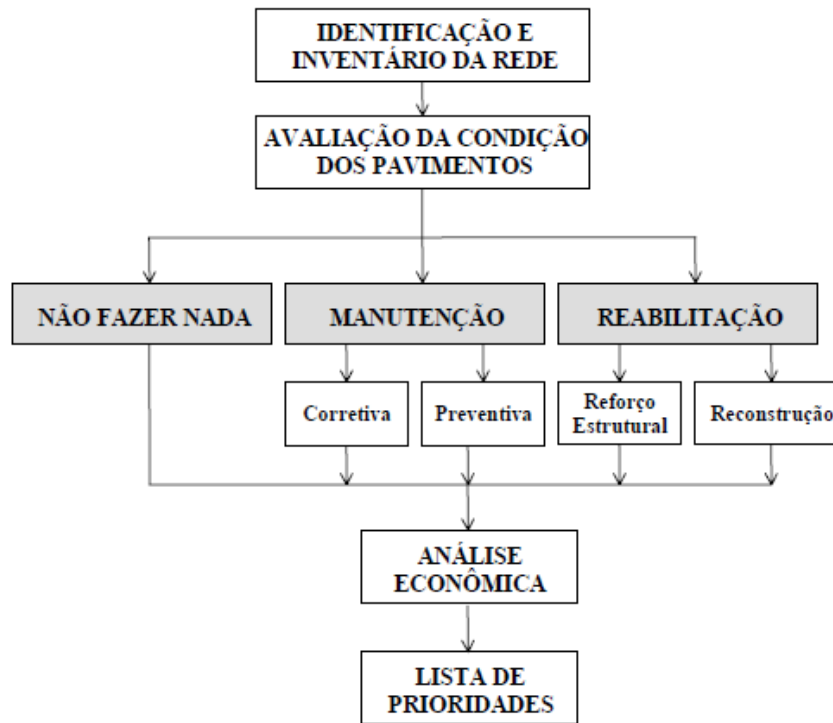 IDENTIFICAÇÃO E
INVENTÁRIO DA REDE
AVALIAÇÃO DA CONDIÇÃO
DOS PAVIMENTOS
NÃO FAZER NADA
MANUTENÇÃO
REABILITAÇÃO
Corretiva
Preventiva
Reforço
Estrutural
Reconstrução
ANÁLISE
ECONÔMICA
LISTA DE
PRIORIDADES